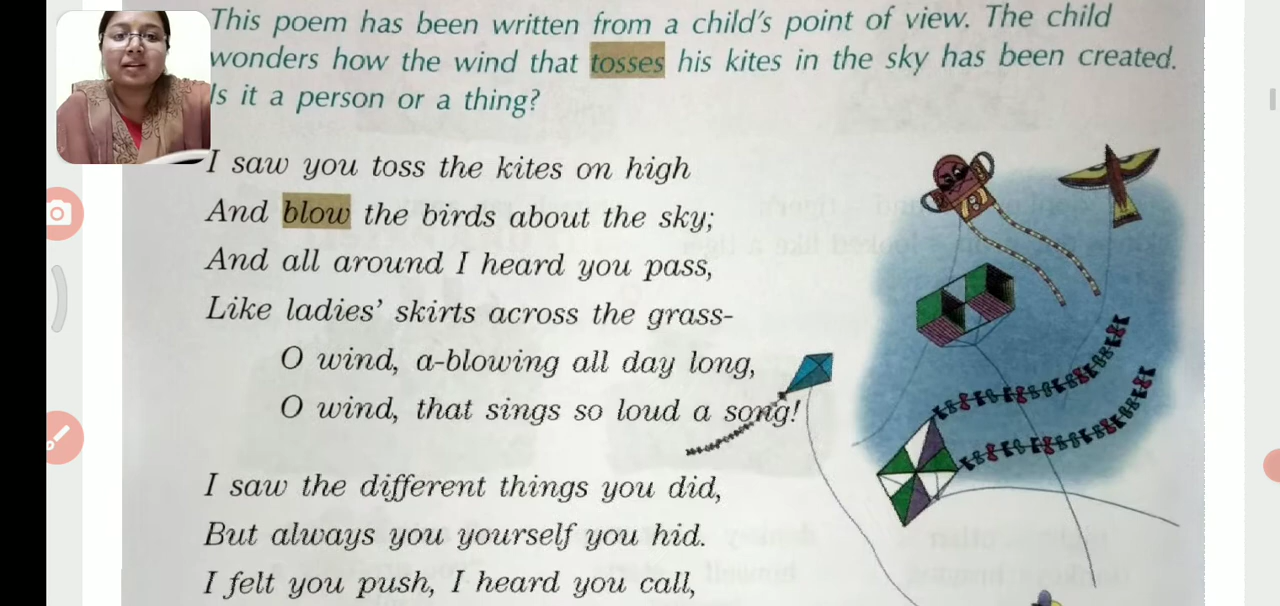 This poem has been written from a child's point of view. The child
wonders how the wind that tosses his kites in the sky has been created.
Is it a person or a thing?
I saw you toss the kites on high
And blow the birds about the sky;
And all around I heard you pass,
Like ladies' skirts across the grass-
O wind, a-blowing all day long,
O wind, that sings so loud a song!
I saw the different things you did,
But always you yourself you hid.
I felt you push, I heard you call,